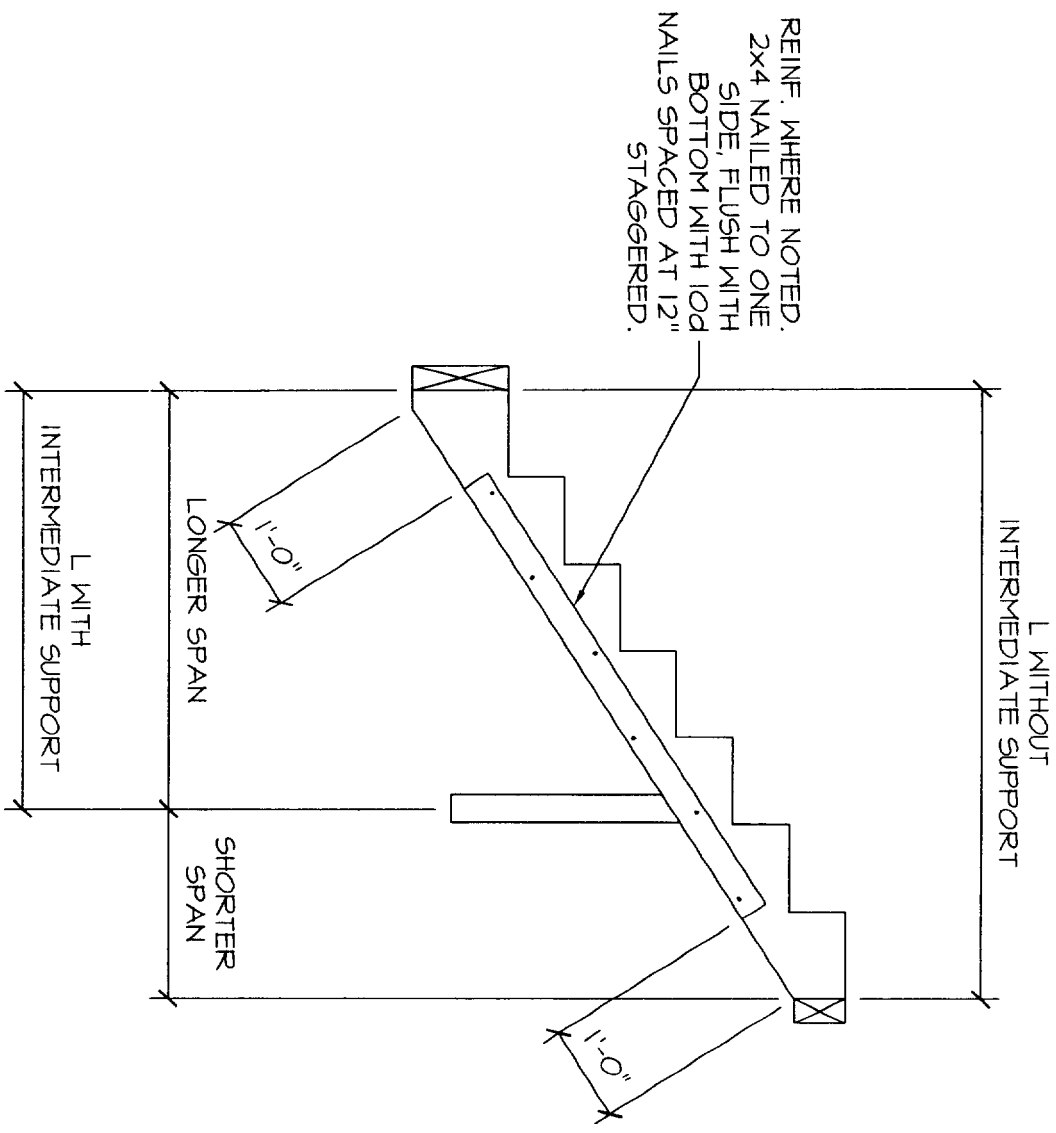 REINF. WHERE NOTED.
2x4 NAILED TO ONE
SIDE, FLUSH WITH
BOTTOM WITH 10d
NAILS SPACED AT 12"
STAGGERED.
L WITHOUT
INTERMEDIATE SUPPORT
1'-0"
1'-0"
LONGER SPAN
SHORTER
SPAN
L WITH
INTERMEDIATE SUPPORT